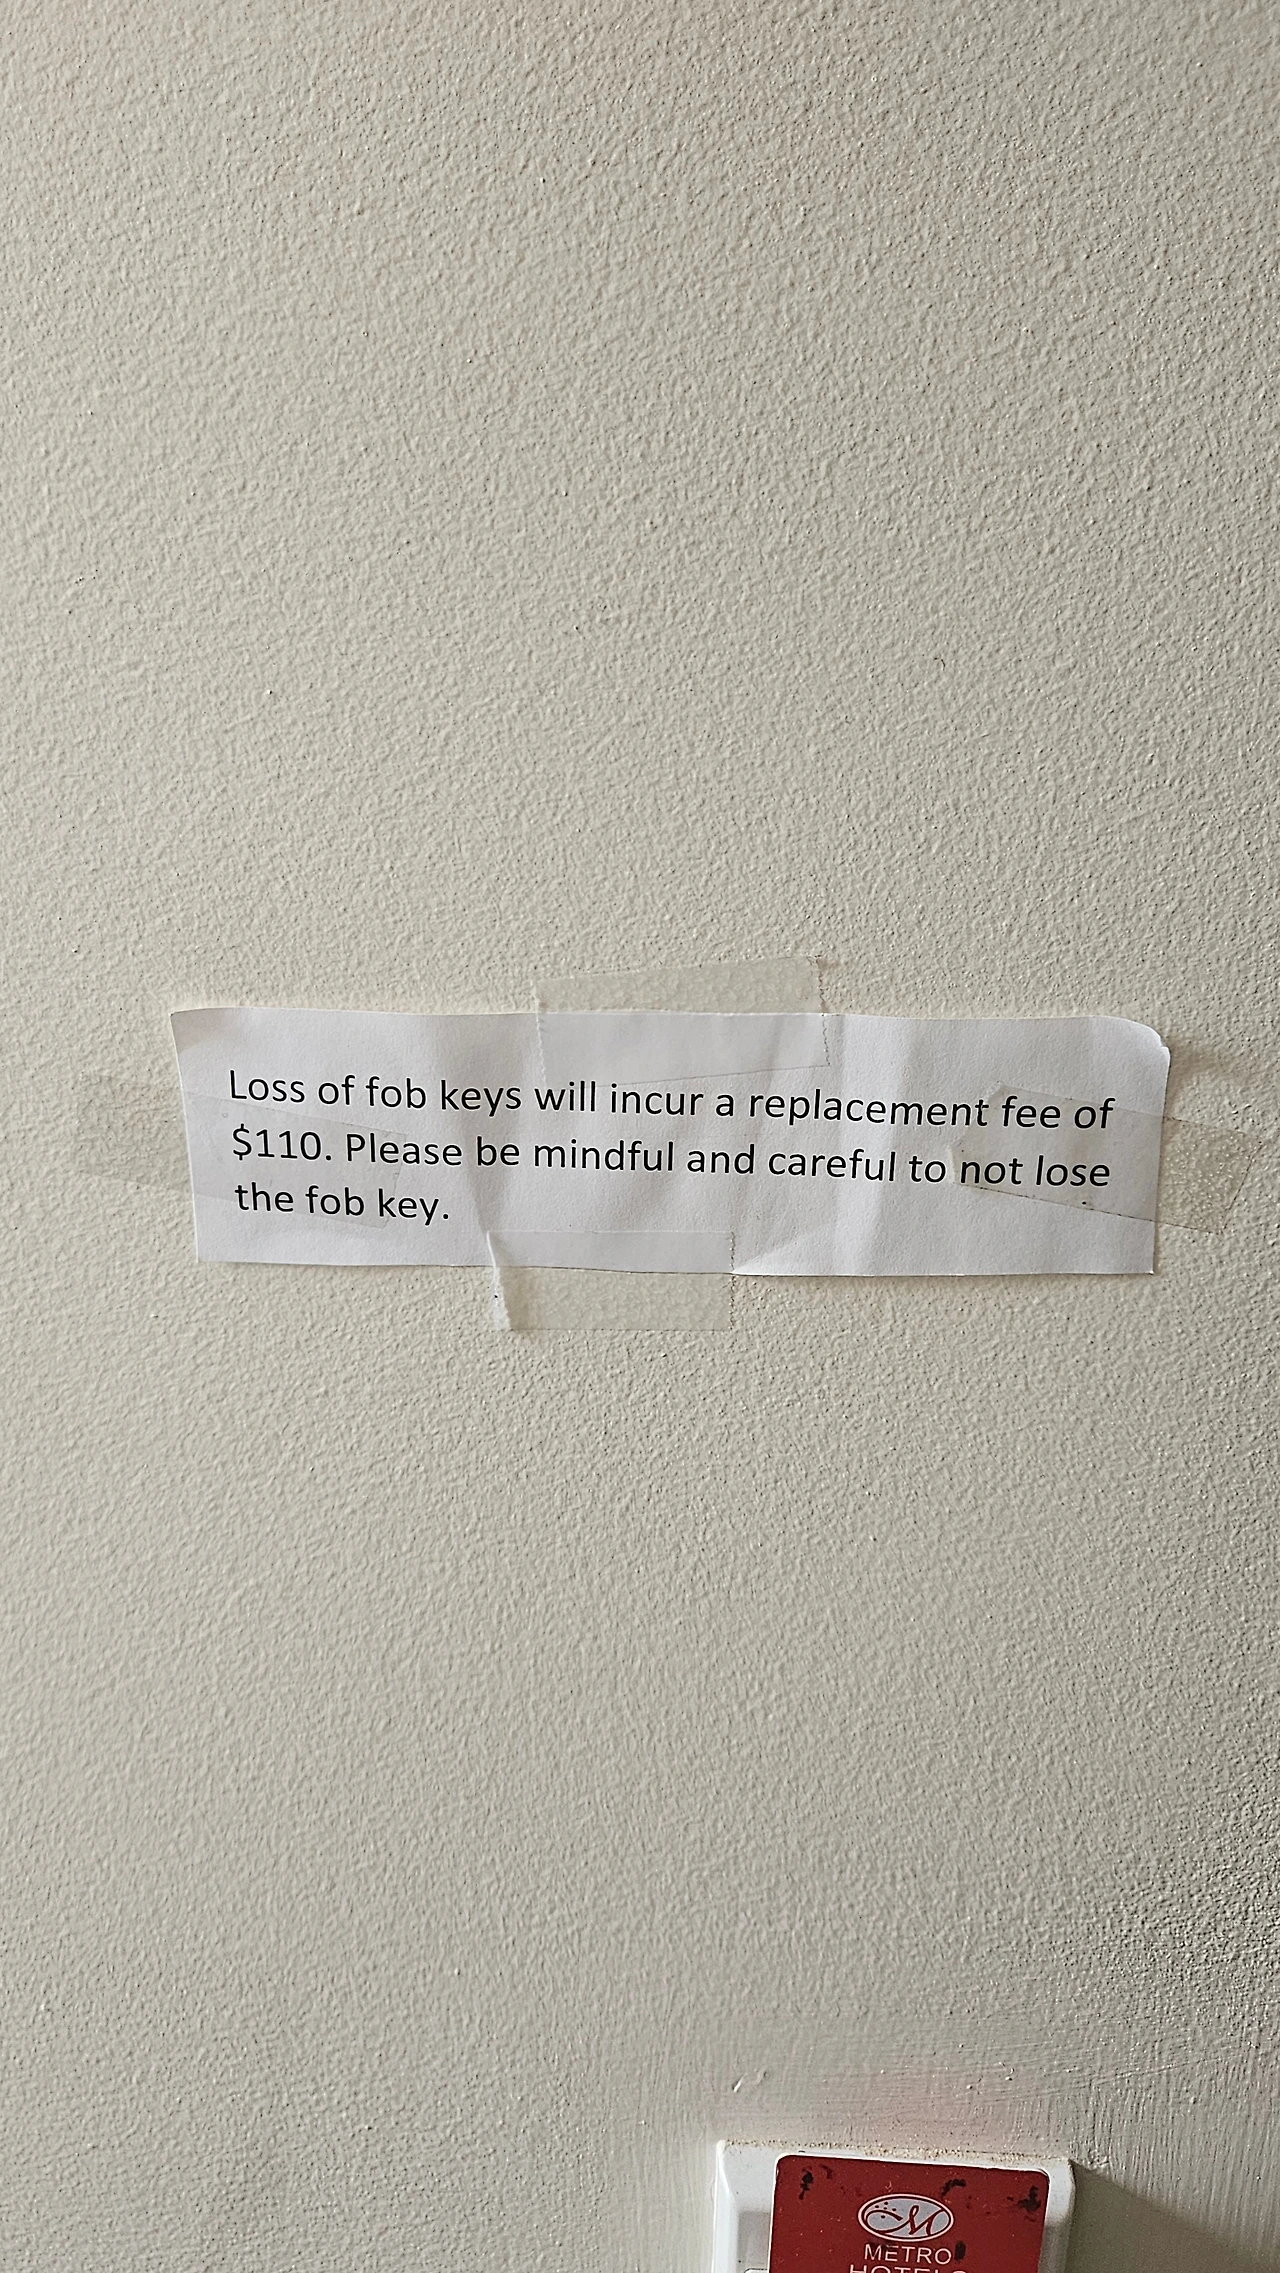 Loss of fob keys will incur a replacement fee of
$110. Please be mindful and careful to not lose
the fob key.
M
METRO
HOTELS